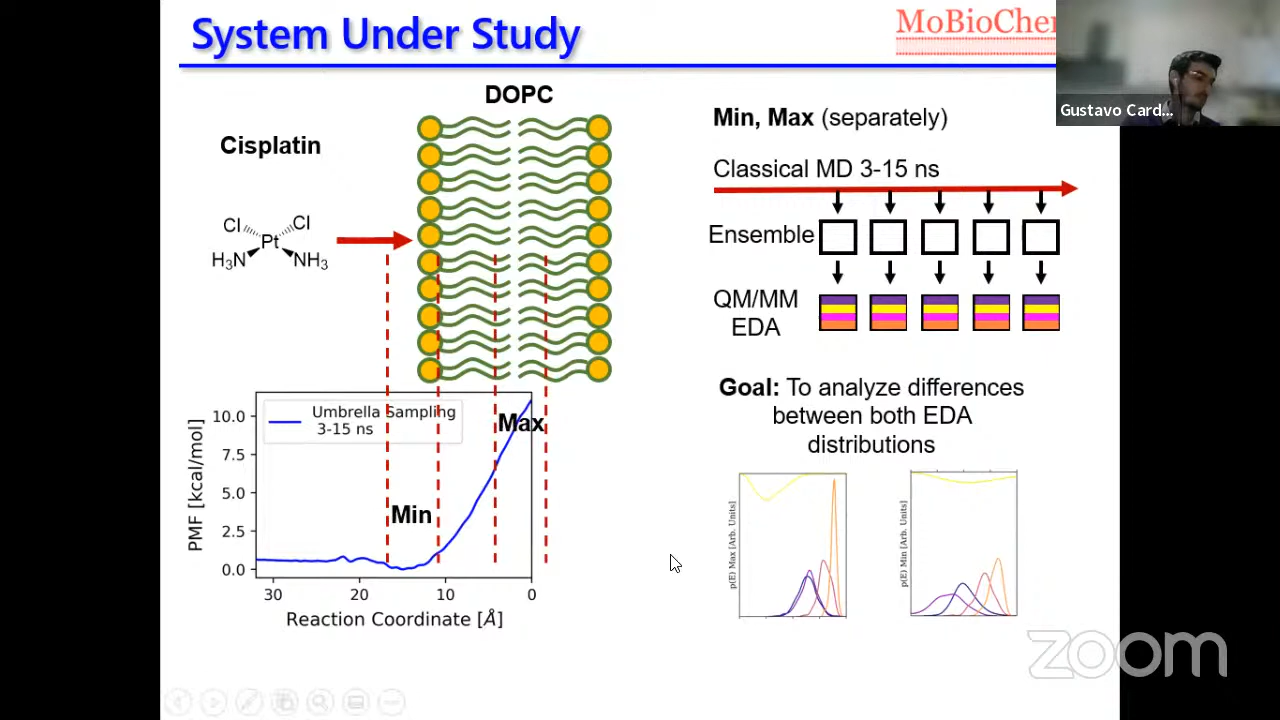 System Under Study
MoBioChem
Gustavo Card...
DOPC
Cisplatin
Cl
Cl
Pt
H₃N
NH₃
Min, Max (separately)
Classical MD 3-15 ns
Ensemble
QM/MM
EDA
Goal: To analyze differences
between both EDA
distributions
Umbrella Sampling
3-15 ns
Max
Min
PMF [kcal/mol]
10.0
7.5
5.0
2.5
0.0
30
20
10
0
Reaction Coordinate [Å]
p(E) Max [Arb. Units]
p(E) Min [Arb. Units]
zoom